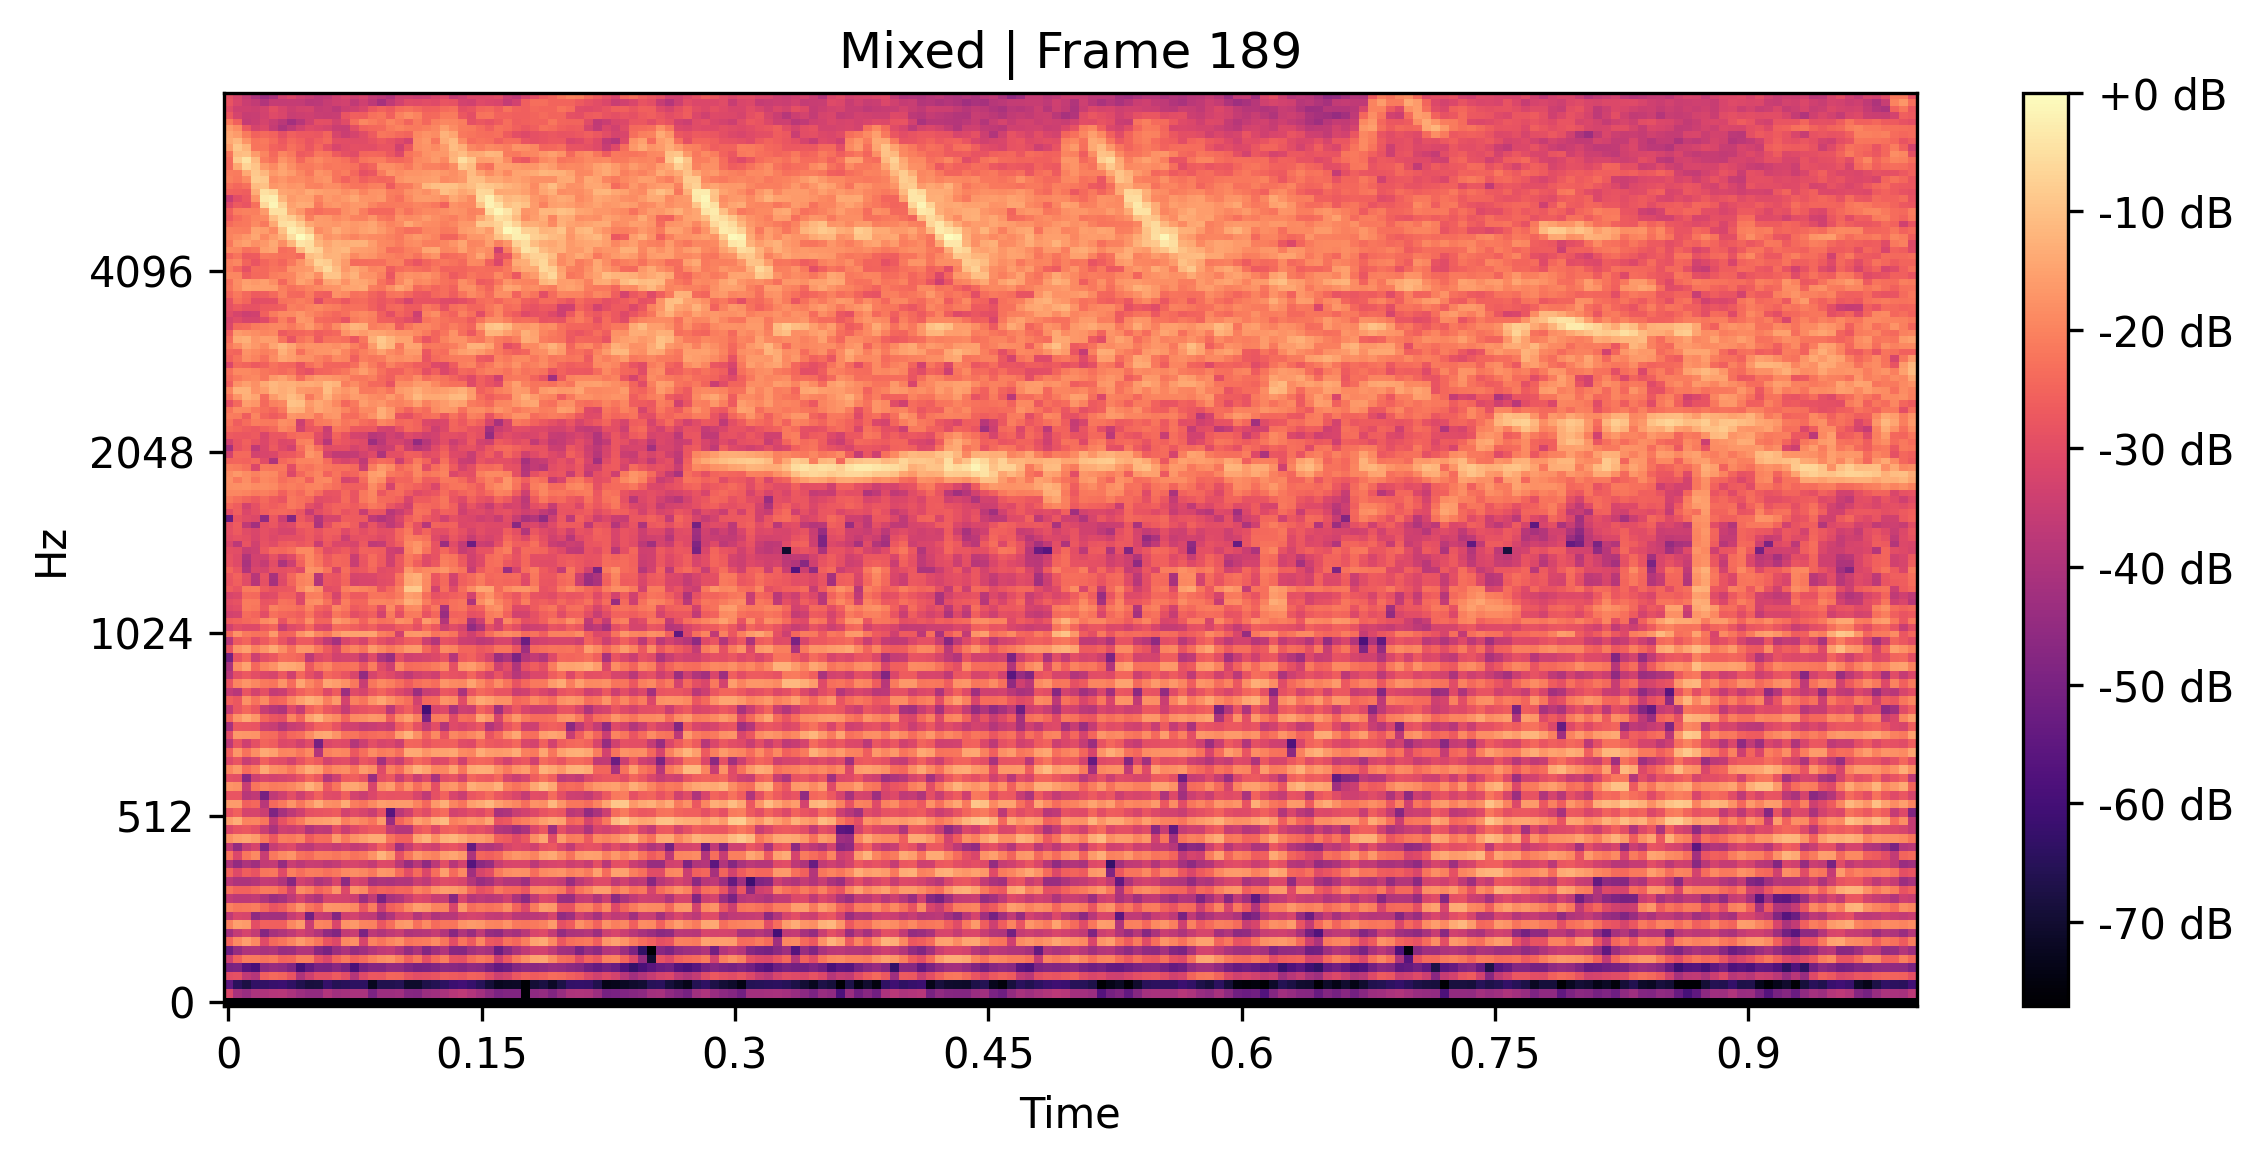 Mixed | Frame 189
+0 dB
-10 dB
-20 dB
-30 dB
-40 dB
-50 dB
-60 dB
-70 dB
4096
2048
1024
512
0
Hz
0 0.15 0.3 0.45 0.6 0.75 0.9
Time